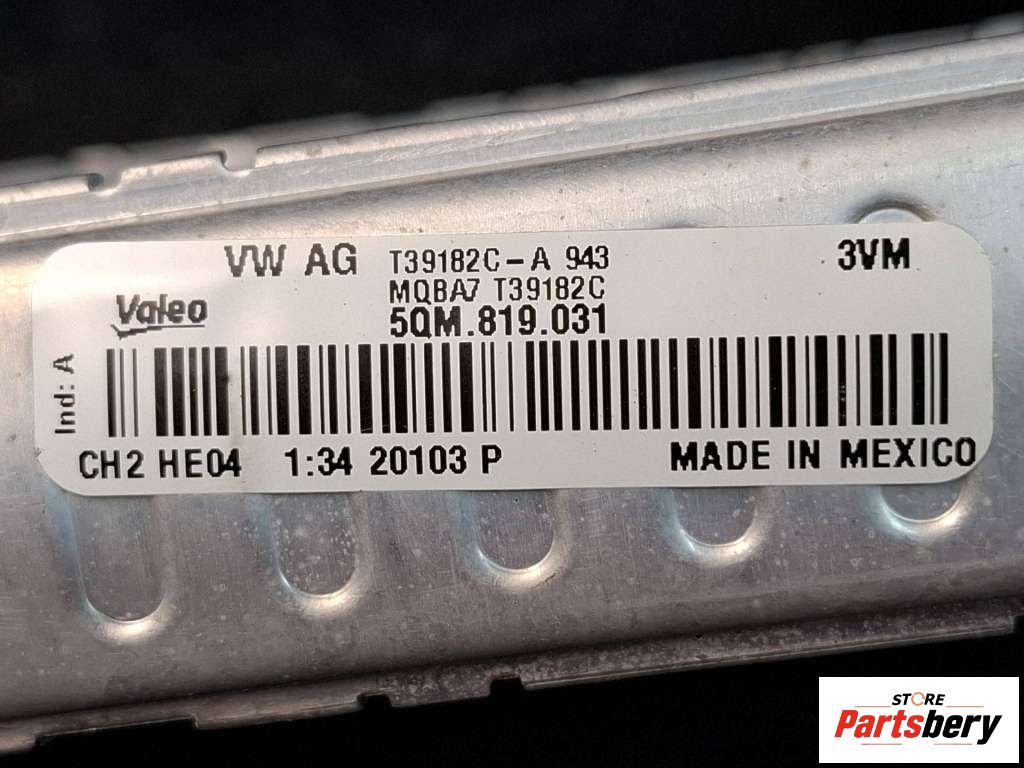 VW AG T39182C-A 943 3VM
MQBA7 T39182C
Valeo 5QM.819.031
Ind: A
CH2 HE04 1:34 20103 P MADE IN MEXICO
STORE
Partsbery